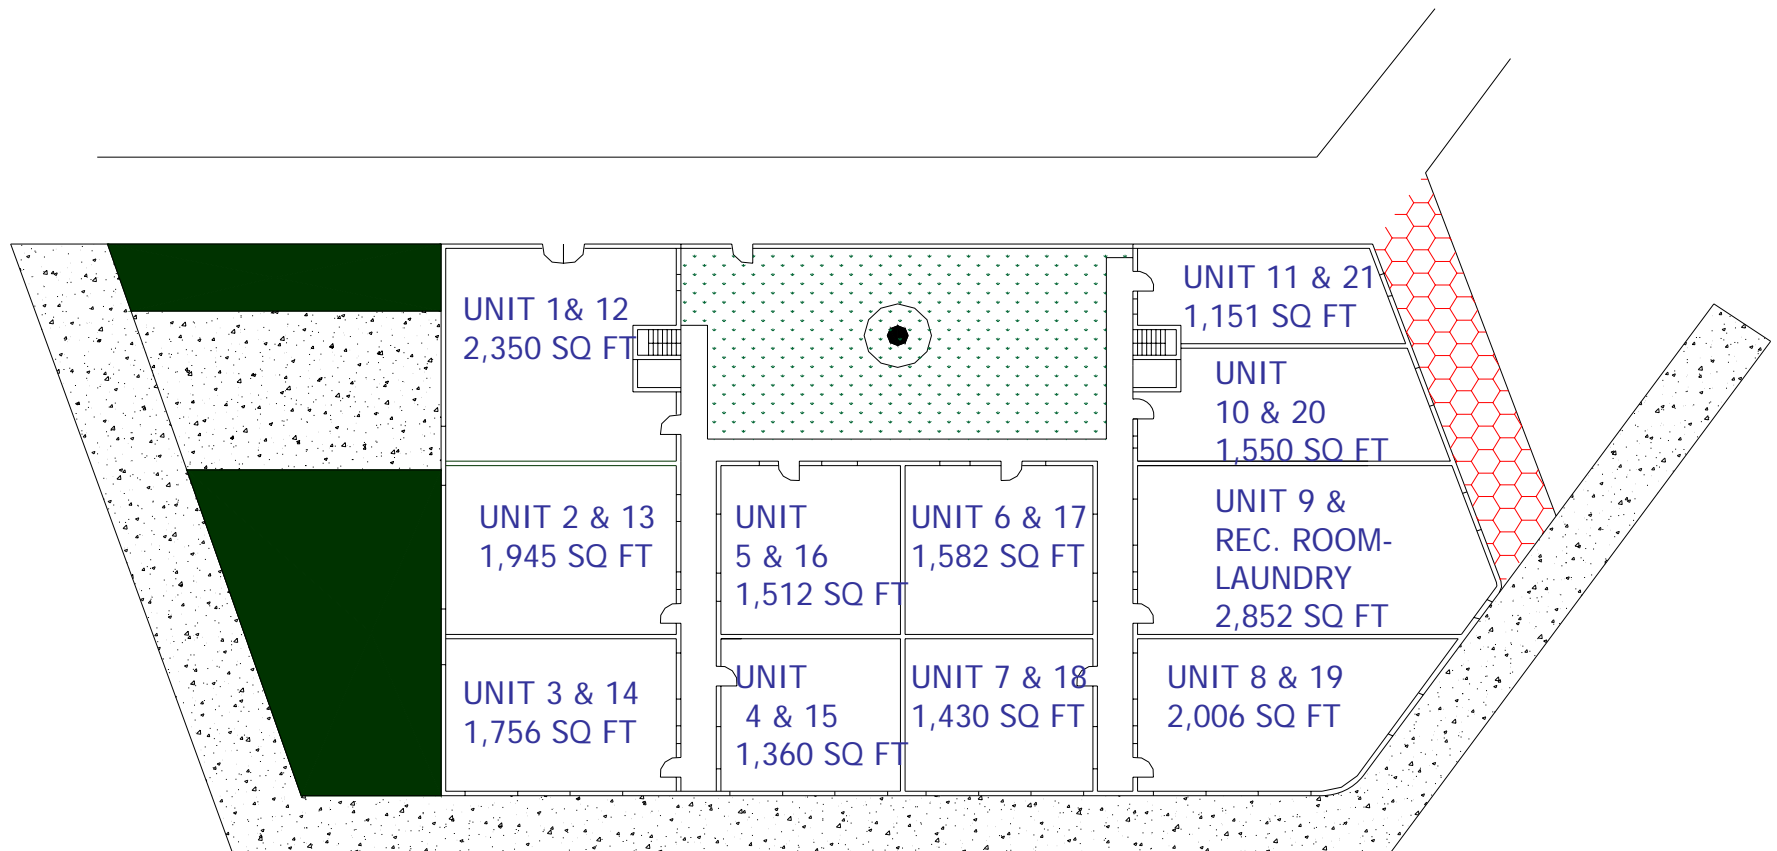 UNIT 1& 12
2,350 SQ FT
UNIT 11 & 21
1,151 SQ FT
UNIT
10 & 20
1,550 SQ FT
UNIT 2 & 13
1,945 SQ FT
UNIT
5 & 16
1,512 SQ FT
UNIT 6 & 17
1,582 SQ FT
UNIT 9 &
REC. ROOM-
LAUNDRY
2,852 SQ FT
UNIT 3 & 14
1,756 SQ FT
UNIT
4 & 15
1,360 SQ FT
UNIT 7 & 18
1,430 SQ FT
UNIT 8 & 19
2,006 SQ FT